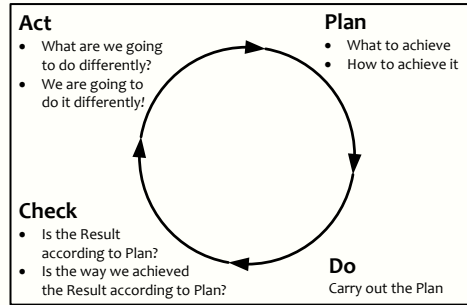 Act
• What are we going
to do differently?
• We are going to
do it differently!
Plan
• What to achieve
• How to achieve it
Check
• Is the Result
according to Plan?
• Is the way we achieved
the Result according to Plan?
Do
Carry out the Plan